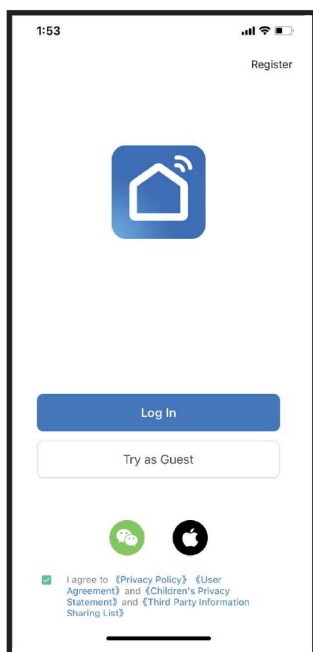 1:53
Register
Log In
Try as Guest
I agree to 《Privacy Policy》 《User
Agreement》 and 《Children's Privacy
Statement》 and 《Third Party Information
Sharing List》